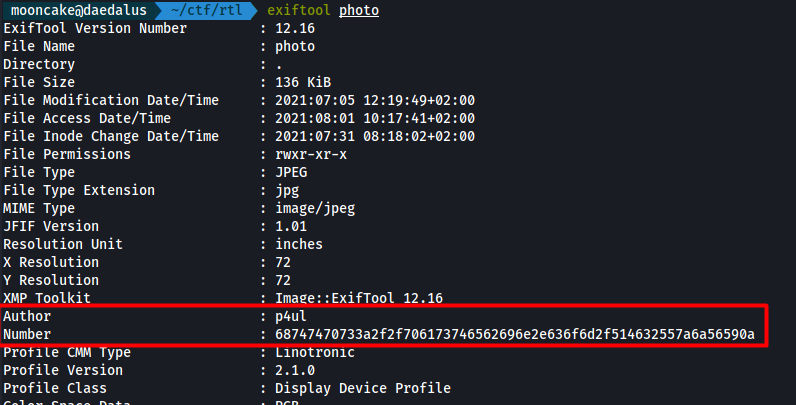 mooncake@daedalus ~/ctf/rtl exiftool photo
ExifTool Version Number : 12.16
File Name : photo
Directory : .
File Size : 136 KiB
File Modification Date/Time : 2021:07:05 12:19:49+02:00
File Access Date/Time : 2021:08:01 10:17:41+02:00
File Inode Change Date/Time : 2021:07:31 08:18:02+02:00
File Permissions : rwxr-xr-x
File Type : JPEG
File Type Extension : jpg
MIME Type : image/jpeg
JFIF Version : 1.01
Resolution Unit : inches
X Resolution : 72
Y Resolution : 72
XMP Toolkit : Image::ExifTool 12.16
Author : p4ul
Number : 68747470733a2f2f706173746562696e2e636f6d2f514632557a6a56590a
Profile CMM Type : Linotronic
Profile Version : 2.1.0
Profile Class : Display Device Profile
Color Space Data : RGB